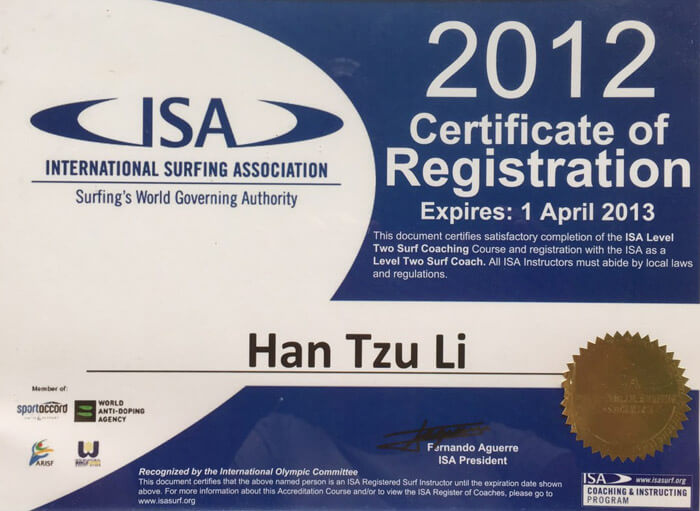 ISA
INTERNATIONAL SURFING ASSOCIATION
Surfing's World Governing Authority
2012
Certificate of
Registration
Expires: 1 April 2013
This document certifies satisfactory completion of the ISA Level
Two Surf Coaching Course and registration with the ISA as a
Level Two Surf Coach. All ISA Instructors must abide by local laws
and regulations.
Han Tzu Li
Member of:
sportaccord
WORLD
ANTI-DOPING
AGENCY
ARISF
Fernando Aguerre
ISA President
Recognized by the International Olympic Committee
This document certifies that the above named person is an ISA Registered Surf Instructor until the expiration date shown
above. For more information about this Accreditation Course and/or to view the ISA Register of Coaches, please go to
www.isasurf.org
ISA www.isasurf.org
COACHING & INSTRUCTING
PROGRAM